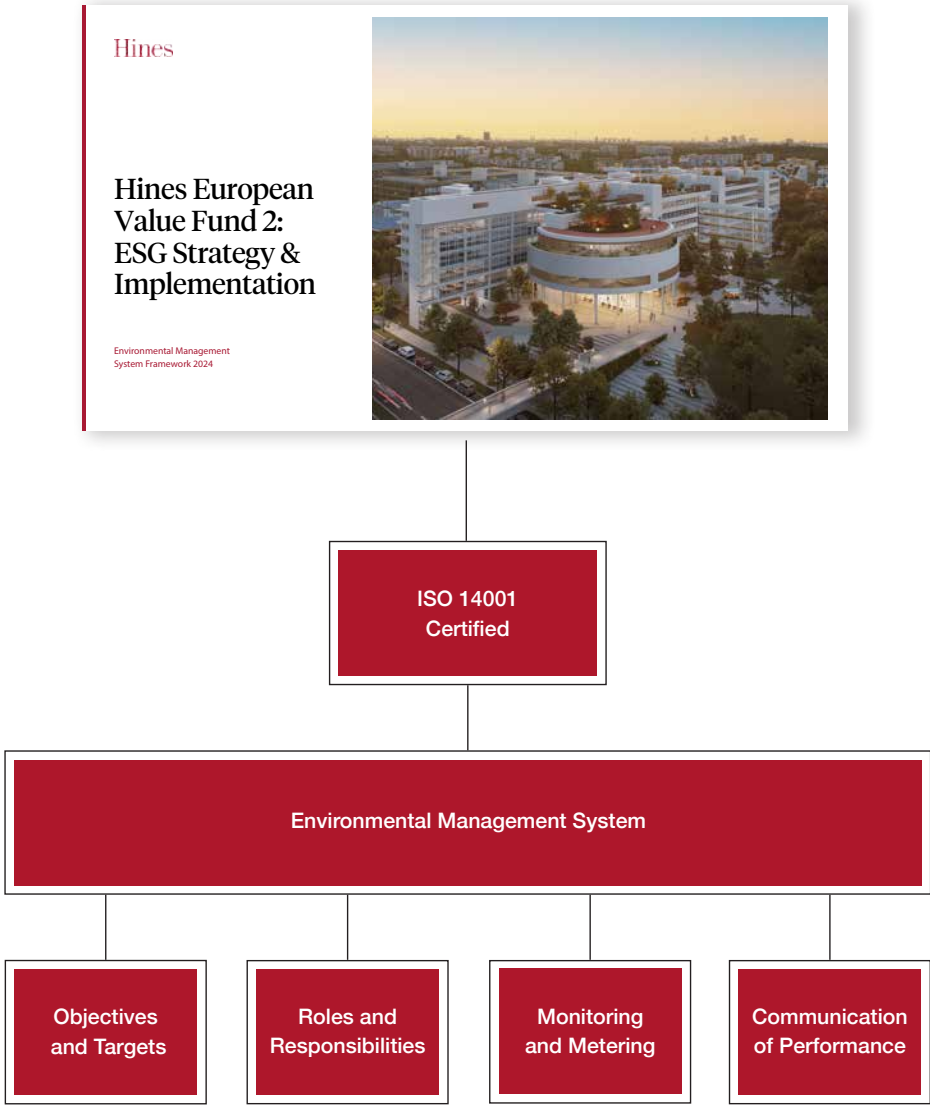 Hines
Hines European
Value Fund 2:
ESG Strategy &
Implementation
Environmental Management
System Framework 2024
ISO 14001
Certified
Environmental Management System
Objectives
and Targets
Roles and
Responsibilities
Monitoring
and Metering
Communication
of Performance